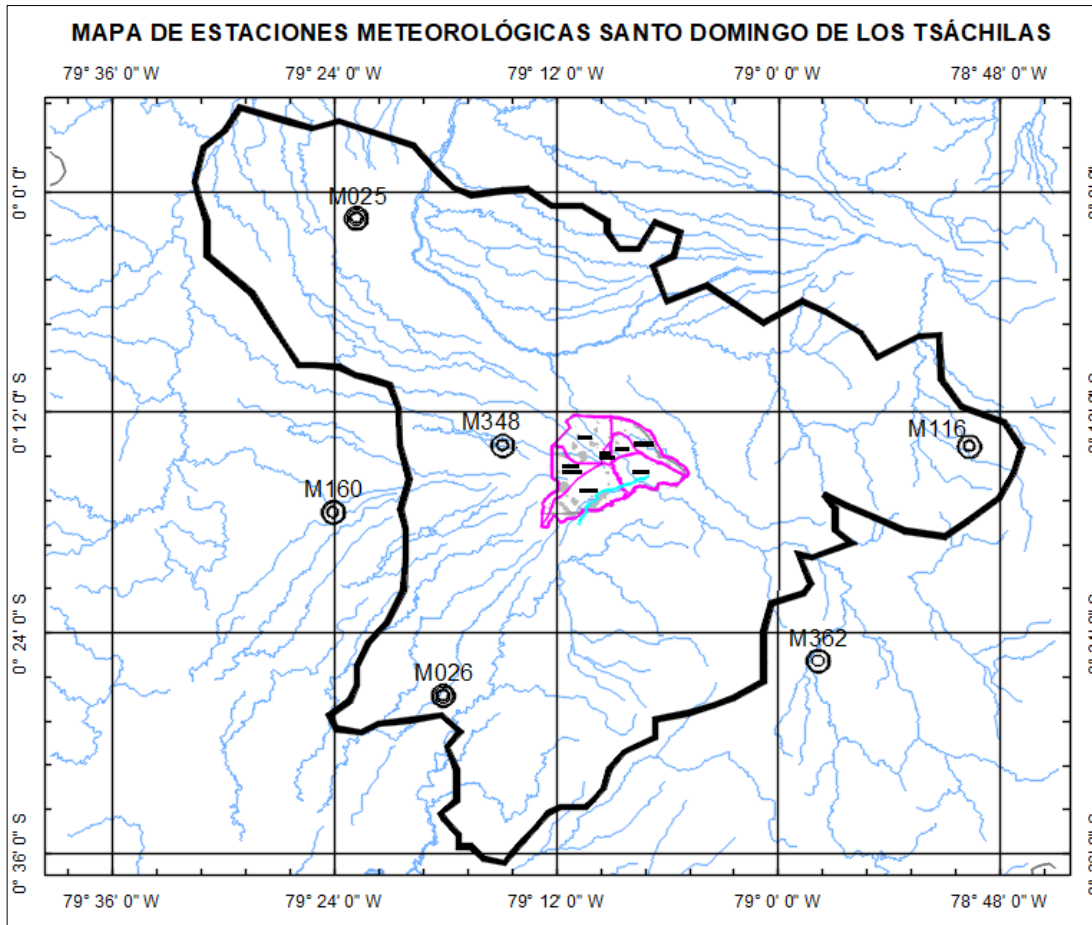 MAPA DE ESTACIONES METEOROLÓGICAS SANTO DOMINGO DE LOS TSÁCHILAS
79° 36' 0" W 79° 24' 0" W 79° 12' 0" W 79° 0' 0" W 78° 48' 0" W
0° 0' 0"
M025
0° 12' 0" S
M348
M116
M160
0° 24' 0" S
M362
M026
0° 36' 0" S
79° 36' 0" W 79° 24' 0" W 79° 12' 0" W 79° 0' 0" W 78° 48' 0" W